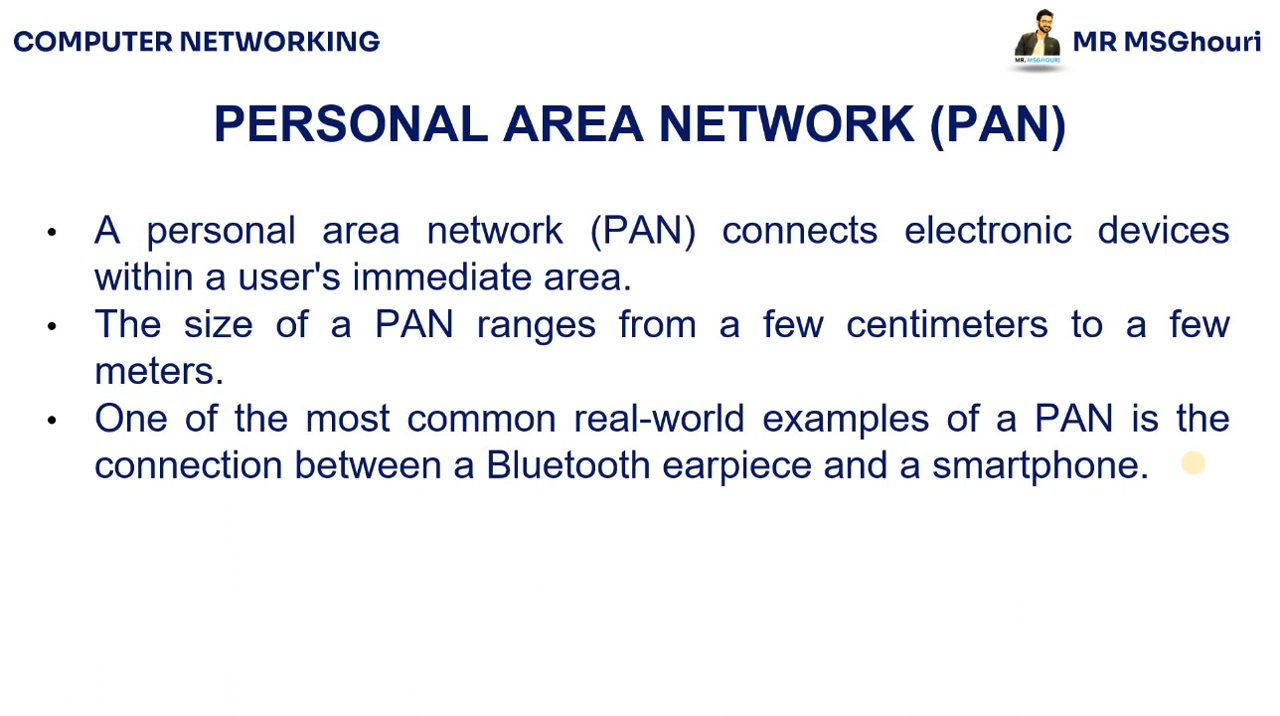 COMPUTER NETWORKING
MR. MSGHOURI
MR MSGhouri
PERSONAL AREA NETWORK (PAN)
• A personal area network (PAN) connects electronic devices
within a user's immediate area.
• The size of a PAN ranges from a few centimeters to a few
meters.
• One of the most common real-world examples of a PAN is the
connection between a Bluetooth earpiece and a smartphone.